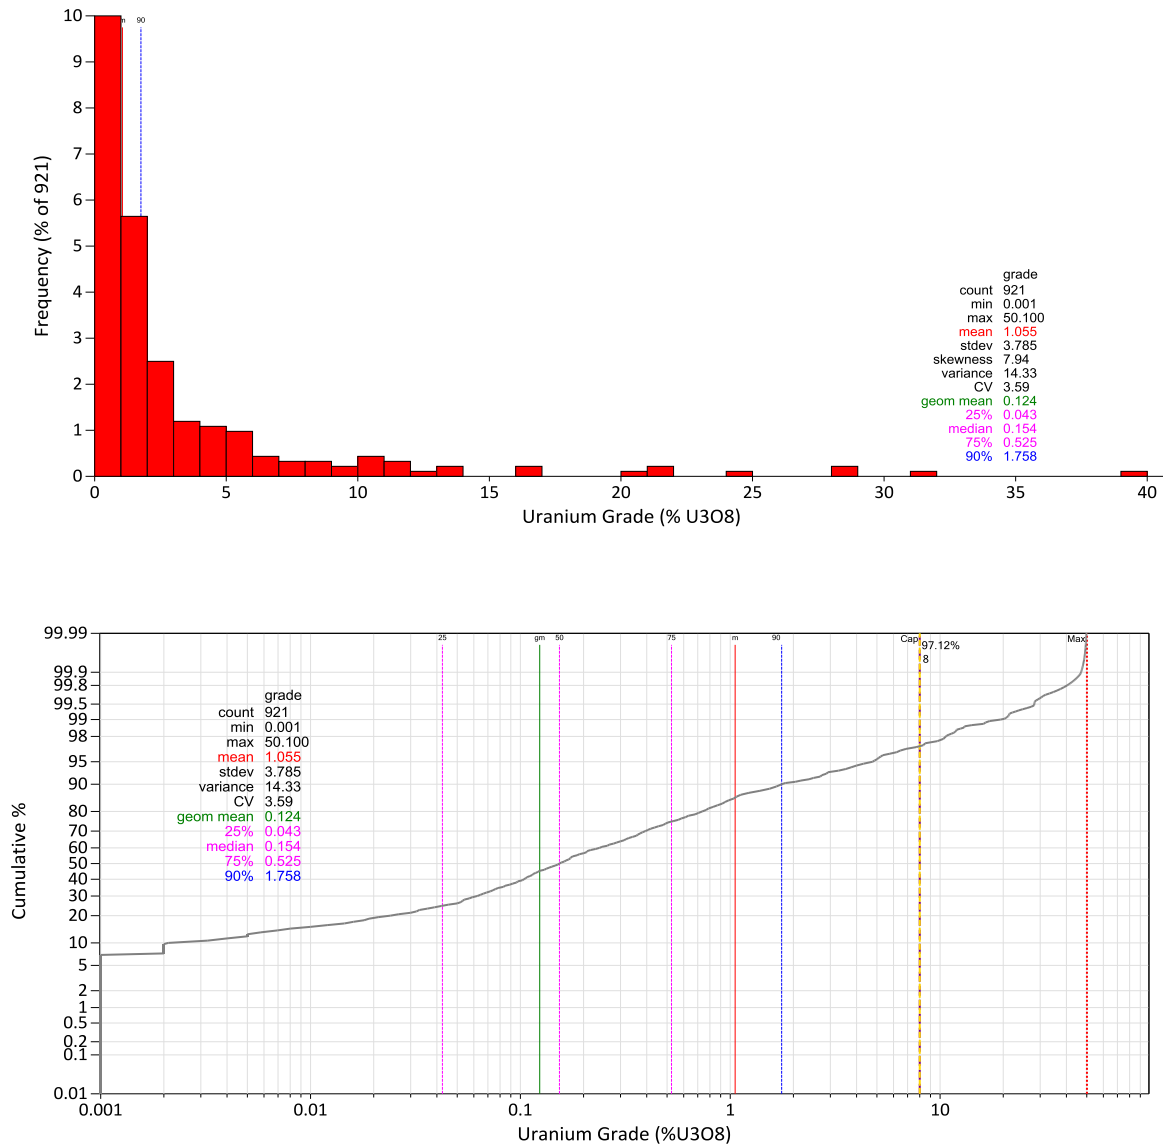 10
9
8
7
6
5
4
3
2
1
0
Frequency (% of 921)
90
grade
count 921
min 0.001
max 50.100
mean 1.055
stdev 3.785
skewness 7.94
variance 14.33
CV 3.59
geom mean 0.124
25% 0.043
median 0.154
75% 0.525
90% 1.758
0 5 10 15 20 25 30 35 40
Uranium Grade (% U3O8)
99.99
99.9
99.8
99.5
99
98
95
90
80
70
60
50
40
30
20
10
5
2
1
0.5
0.2
0.1
0.01
Cumulative %
25 gm 50 75 m 90 Cap Max
97.12%
8
grade
count 921
min 0.001
max 50.100
mean 1.055
stdev 3.785
variance 14.33
CV 3.59
geom mean 0.124
25% 0.043
median 0.154
75% 0.525
90% 1.758
0.001 0.01 0.1 1 10
Uranium Grade (%U3O8)